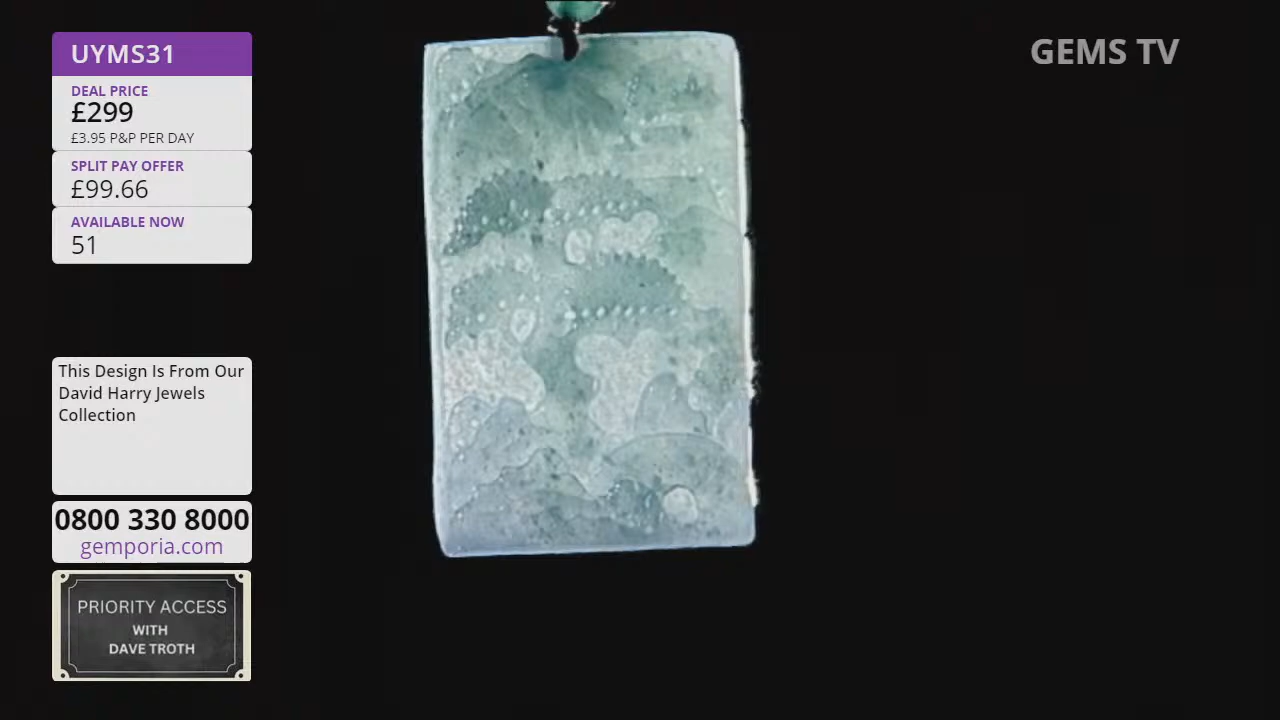 UYMS31
DEAL PRICE
£299
£3.95 P&P PER DAY
SPLIT PAY OFFER
£99.66
AVAILABLE NOW
51
This Design Is From Our
David Harry Jewels
Collection
0800 330 8000
gemporia.com
PRIORITY ACCESS
WITH
DAVE TROTH
GEMS TV